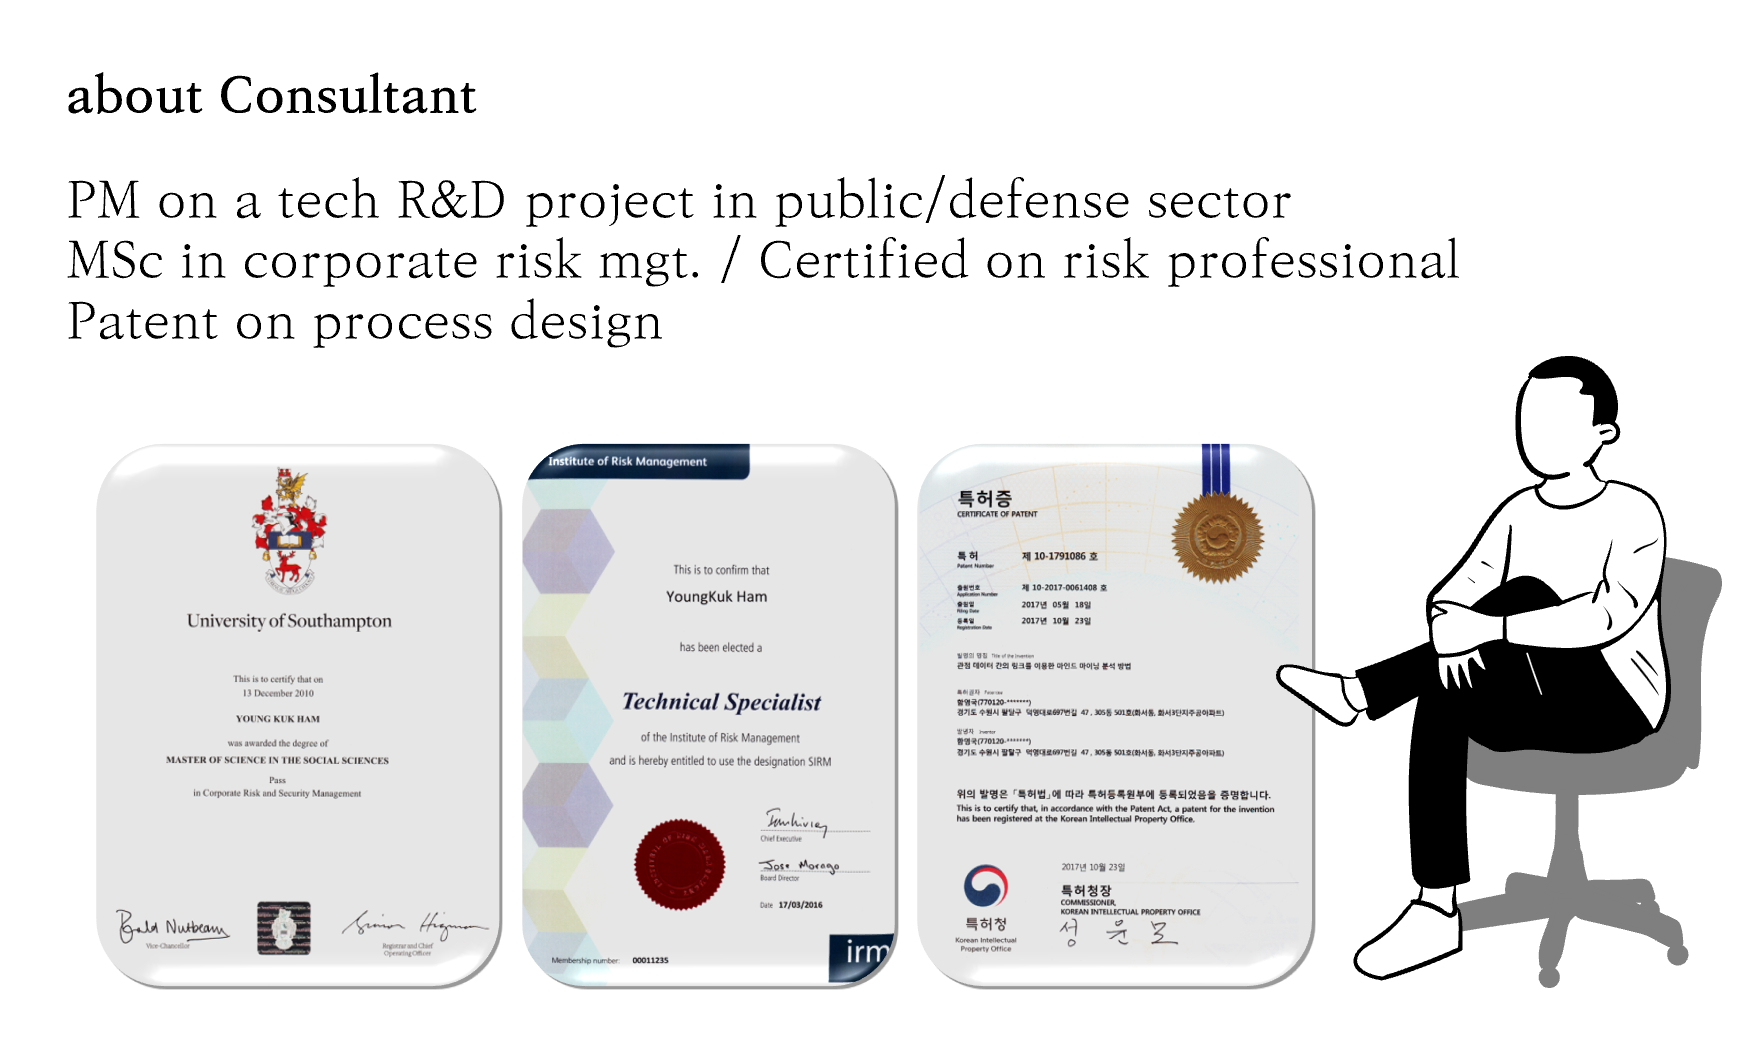 about Consultant
PM on a tech R&D project in public/defense sector
MSc in corporate risk mgt. / Certified on risk professional
Patent on process design
University of Southampton
This is to certify that on
13 December 2010
YOUNG KUK HAM
was awarded the degree of
MASTER OF SCIENCE IN THE SOCIAL SCIENCES
Pass
in Corporate Risk and Security Management
Vice-Chancellor
Registrar and Chief
Operating Officer
Institute of Risk Management
This is to confirm that
YoungKuk Ham
has been elected a
Technical Specialist
of the Institute of Risk Management
and is hereby entitled to use the designation SIRM
Chief Executive
Jose Morago
Board Director
Date 17/03/2016
Membership number: 00011235
irm
특허증
CERTIFICATE OF PATENT
특 허 제 10-1791086 호
Patent Number
출원번호 제 10-2017-0061408 호
Application Number
출원일 2017년 05월 18일
Filing Date
등록일 2017년 10월 23일
Registration Date
발명의 명칭 Title of the Invention
관점 데이터 간의 링크를 이용한 마인드 마이닝 분석 방법
특허권자 Patentee
함영국(770120-*******)
경기도 수원시 팔달구 덕영대로697번길 47, 305동 501호(화서동, 화서3단지주공아파트)
발명자 Inventor
함영국(770120-*******)
경기도 수원시 팔달구 덕영대로697번길 47, 305동 501호(화서동, 화서3단지주공아파트)
위의 발명은 「특허법」에 따라 특허등록원부에 등록되었음을 증명합니다.
This is to certify that, in accordance with the Patent Act, a patent for the invention
has been registered at the Korean Intellectual Property Office.
2017년 10월 23일
특허청장
COMMISSIONER,
KOREAN INTELLECTUAL PROPERTY OFFICE
성윤모
특허청
Korean Intellectual
Property Office